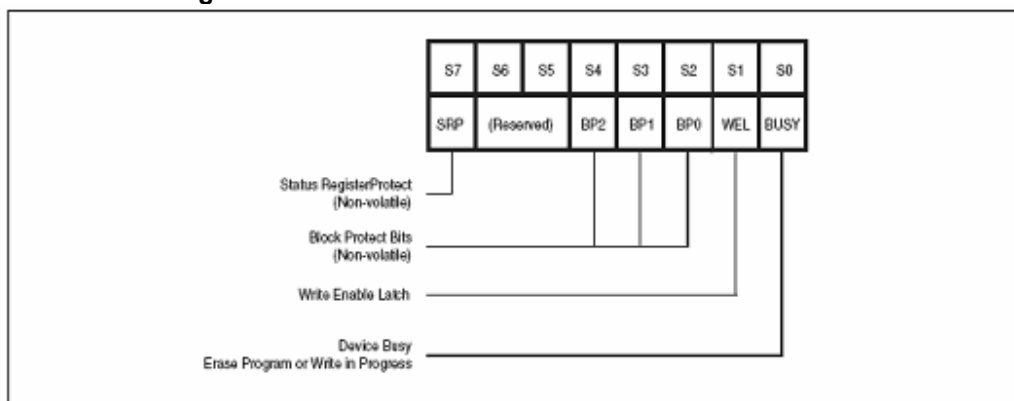 S7 S6 S5 S4 S3 S2 S1 S0
SRP (Reserved) BP2 BP1 BP0 WEL BUSY
Status RegisterProtect
(Non-volatile)
Block Protect Bits
(Non-volatile)
Write Enable Latch
Device Busy
Erase Program or Write in Progress